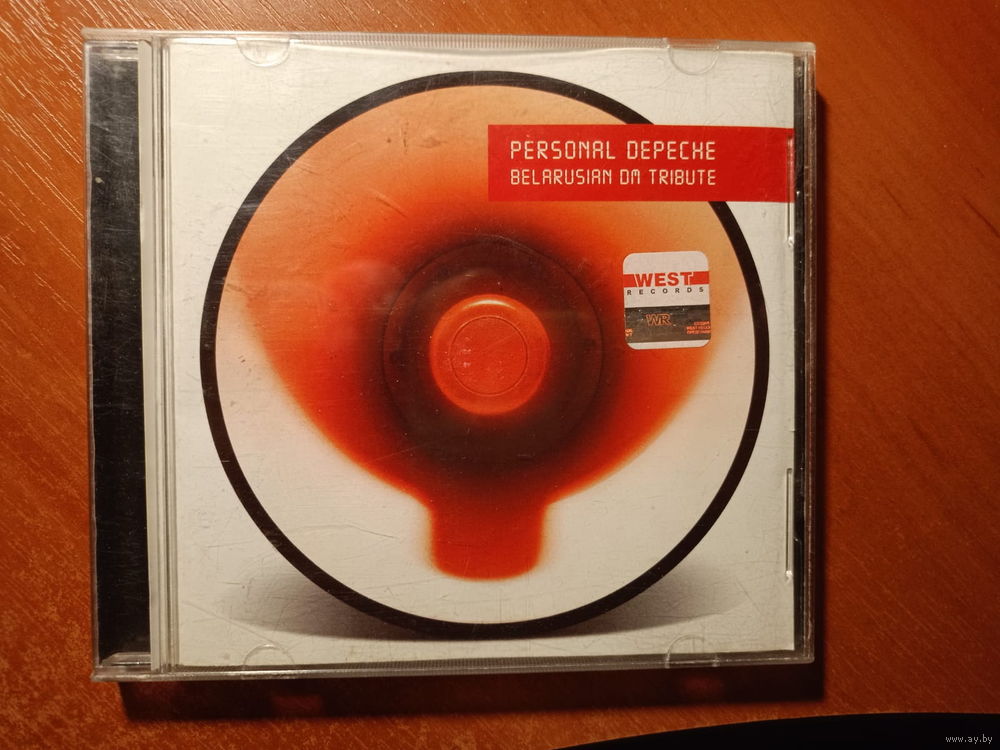 PERSONAL DEPECHE
BELARUSIAN DM TRIBUTE
WEST
RECORDS
WR
www.ay.by